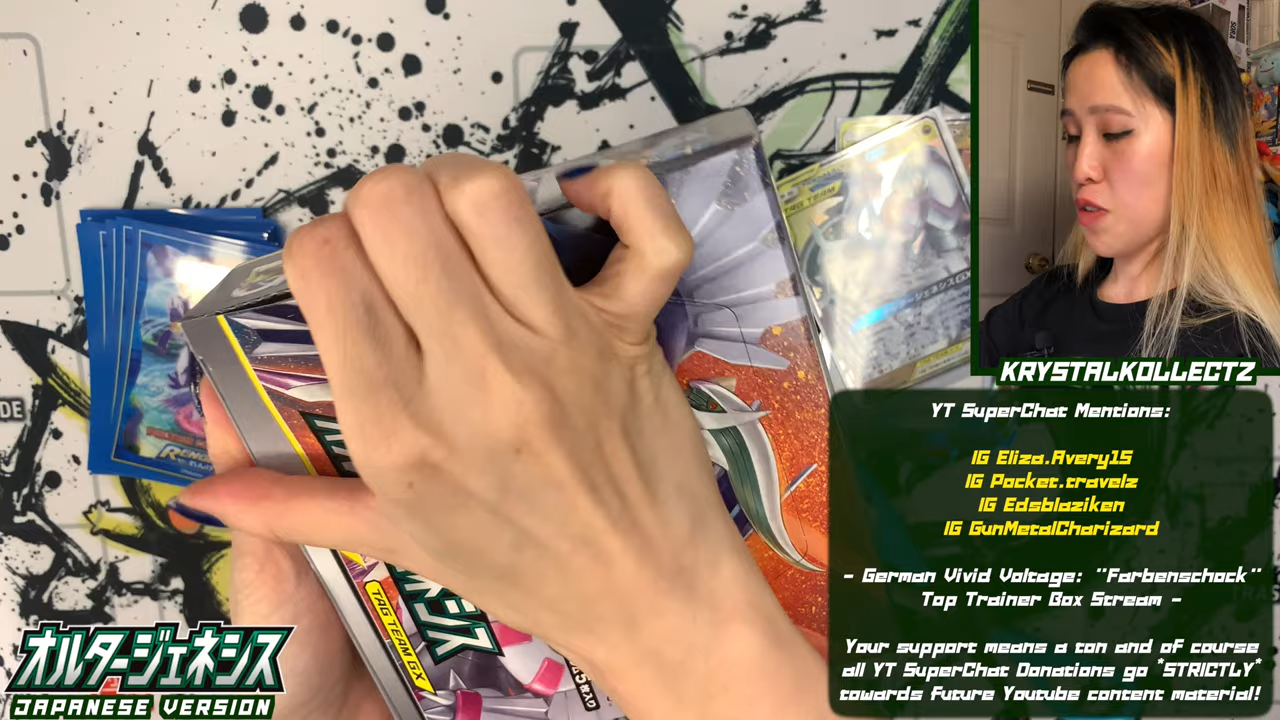 KRYSTALKOLLECTZ
YT SuperChat Mentions:
IG Eliza.Avery15
IG Pocket.travelz
IG Edsblaziken
IG GunMetalCharizard
- German Vivid Voltage: "Farbenschock"
Top Trainer Box Stream -
Your support means a ton and of course
all YT SuperChat Donations go *STRICTLY*
towards future Youtube content material!
TAG TEAM GX
オルタージェネシス
JAPANESE VERSION